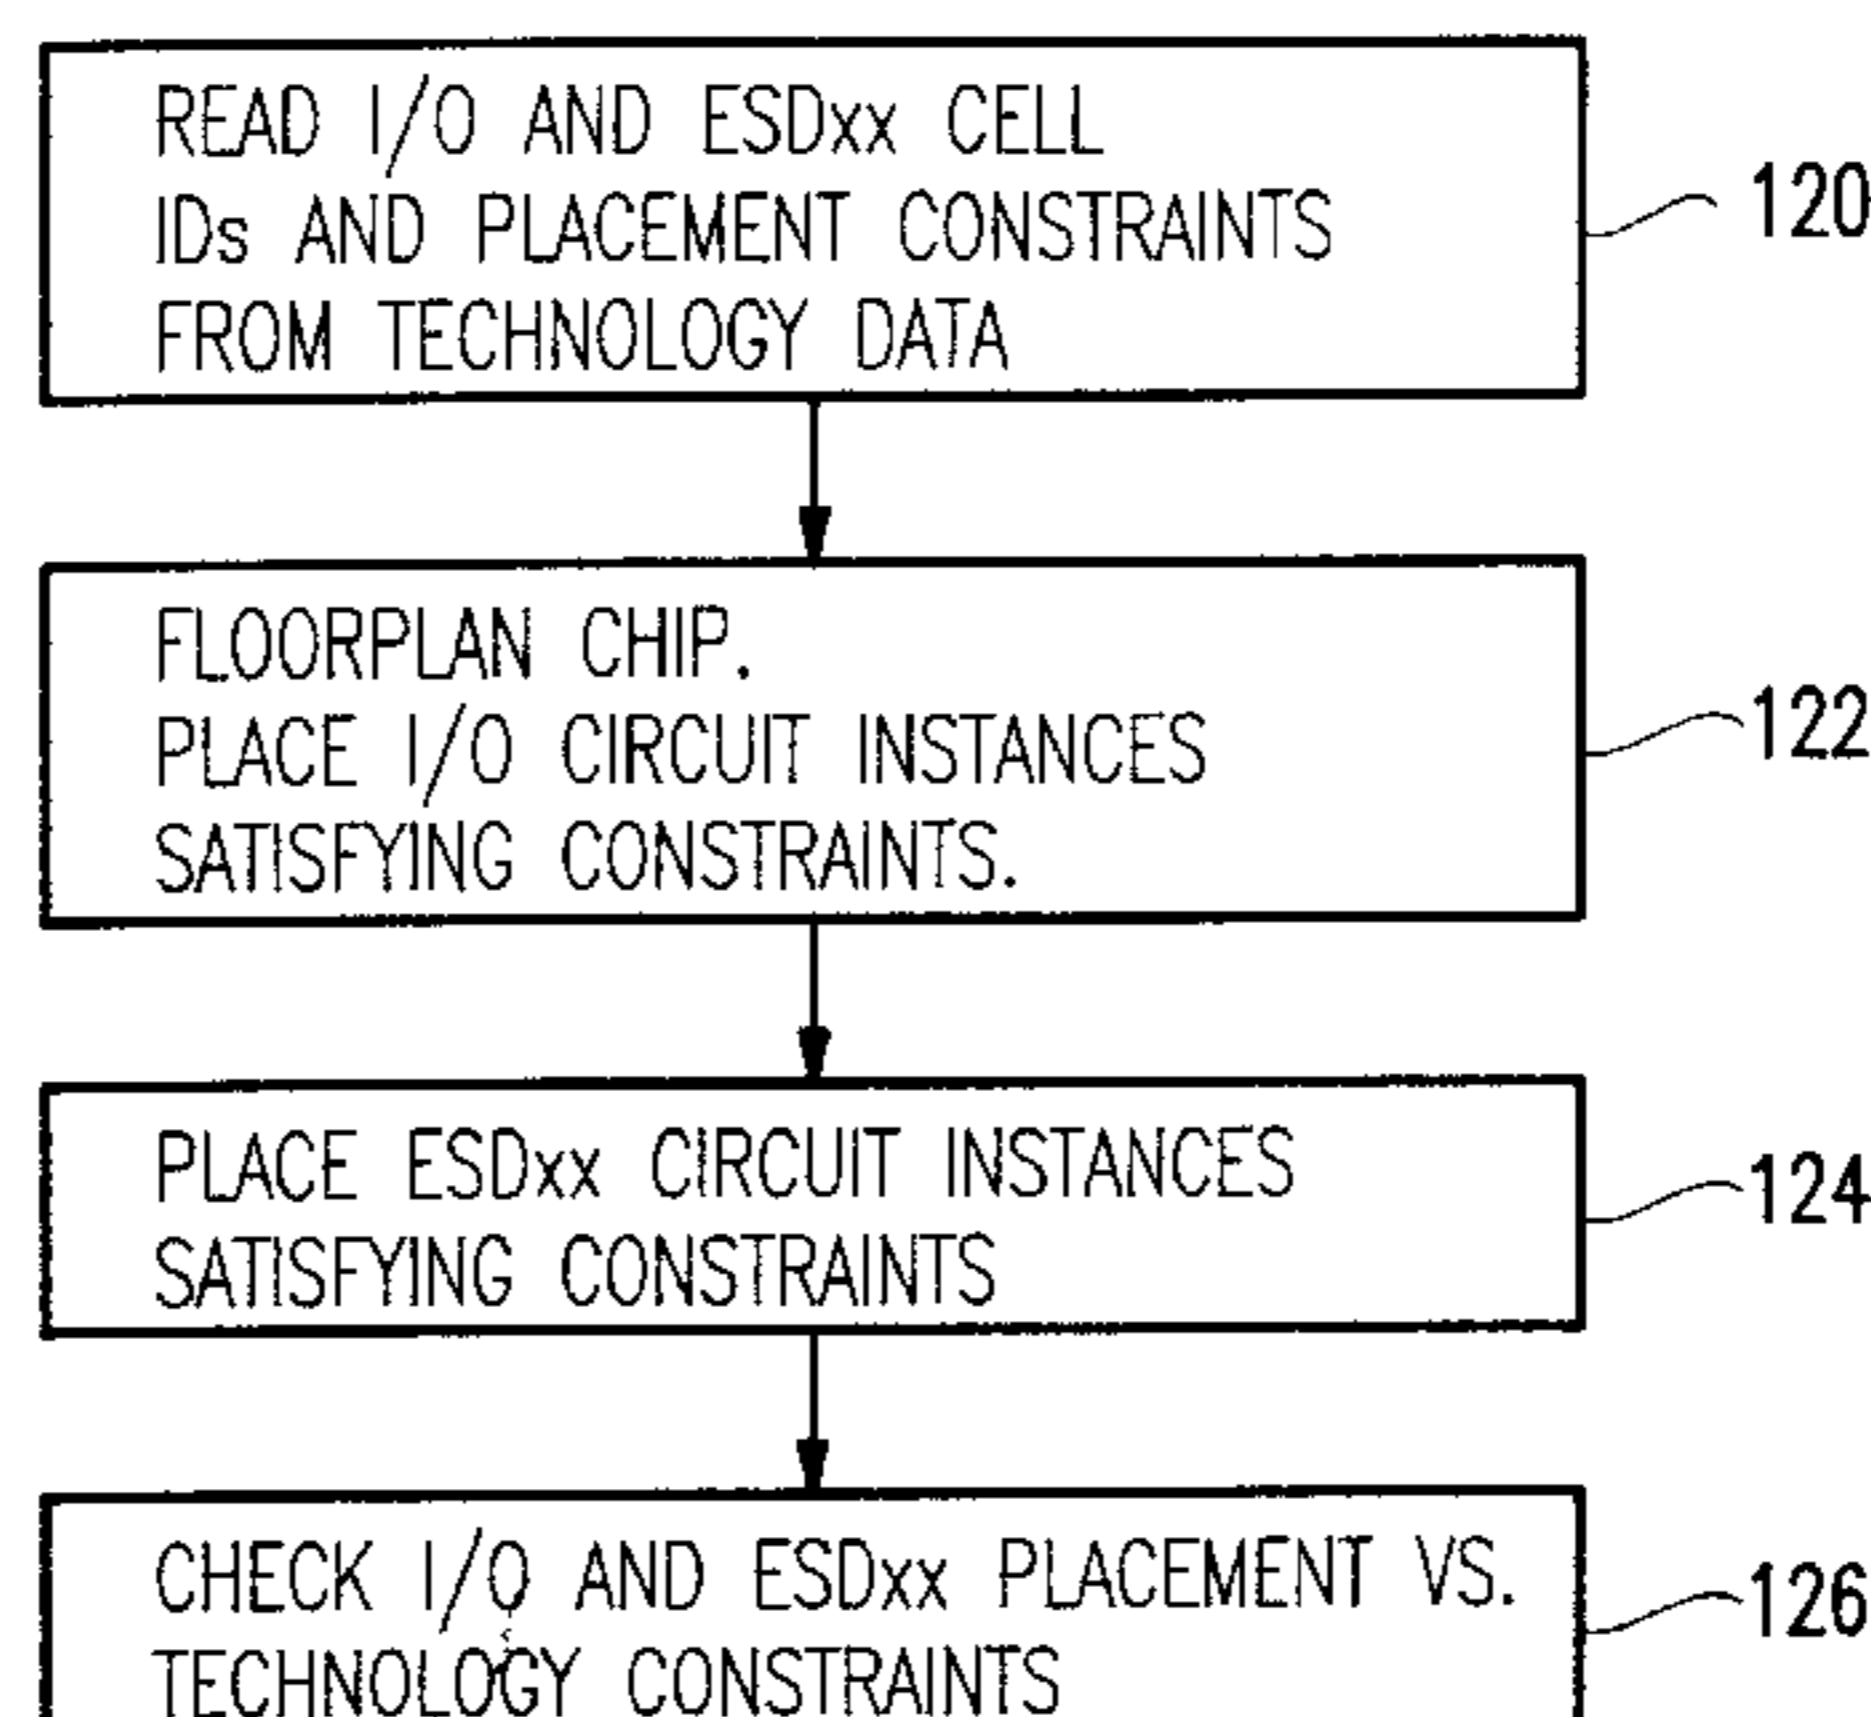 READ I/O AND ESDxx CELL
IDs AND PLACEMENT CONSTRAINTS
FROM TECHNOLOGY DATA
120
FLOORPLAN CHIP.
PLACE I/O CIRCUIT INSTANCES
SATISFYING CONSTRAINTS.
122
PLACE ESDxx CIRCUIT INSTANCES
SATISFYING CONSTRAINTS
124
CHECK I/O AND ESDxx PLACEMENT VS.
TECHNOLOGY CONSTRAINTS
126